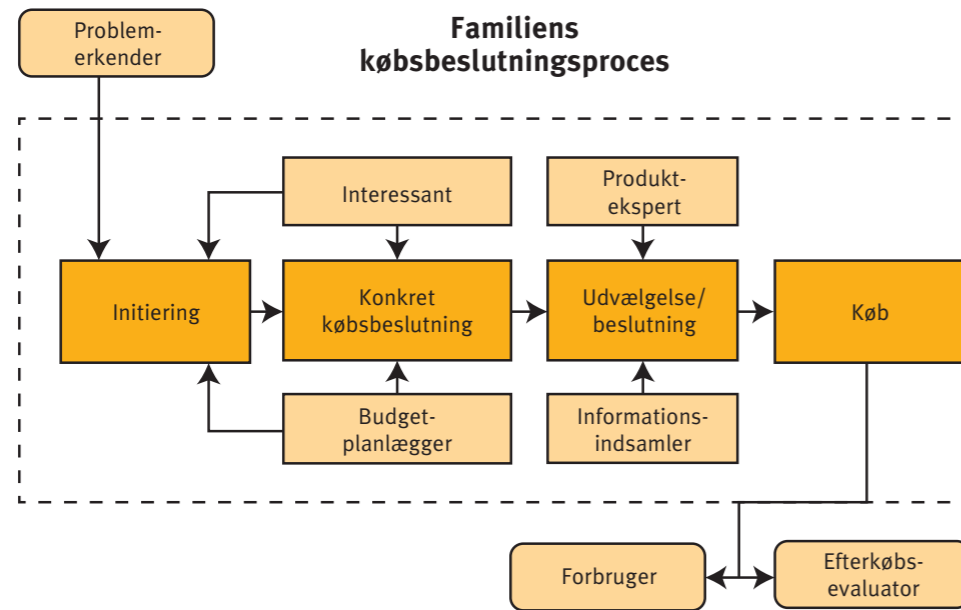 Familiens
købsbeslutningsproces
Problem-
erkender
Interessant
Produkt-
ekspert
Initiering
Konkret
købsbeslutning
Udvælgelse/
beslutning
Køb
Budget-
planlægger
Informations-
indsamler
Forbruger
Efterkøbs-
evaluator